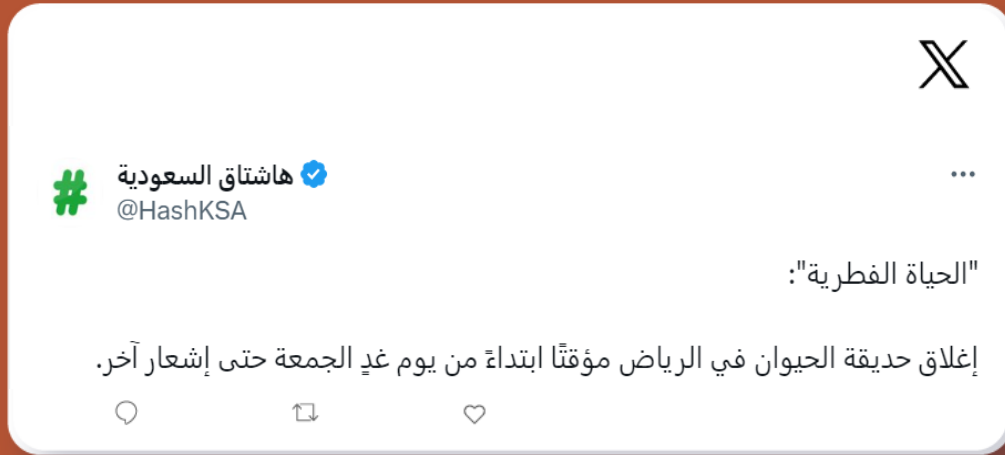 هاشتاق السعودية
@HashKSA
"الحياة الفطرية":
إغلاق حديقة الحيوان في الرياض مؤقتًا ابتداءً من يوم غدٍ الجمعة حتى إشعار آخر.